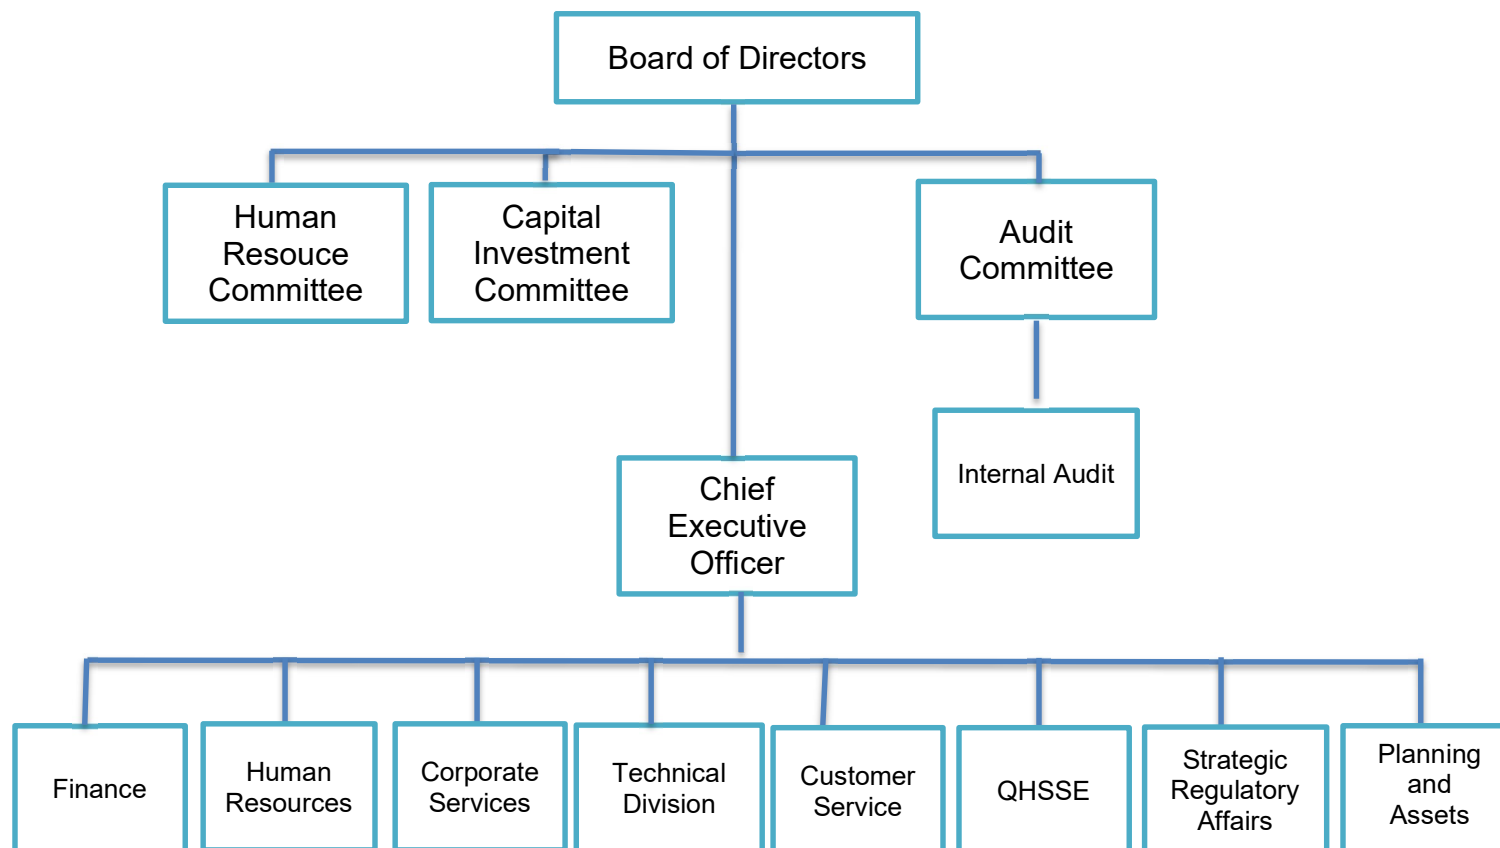 Board of Directors
Human
Resouce
Committee
Capital
Investment
Committee
Audit
Committee
Internal Audit
Chief
Executive
Officer
Finance
Human
Resources
Corporate
Services
Technical
Division
Customer
Service
QHSSE
Strategic
Regulatory
Affairs
Planning
and
Assets